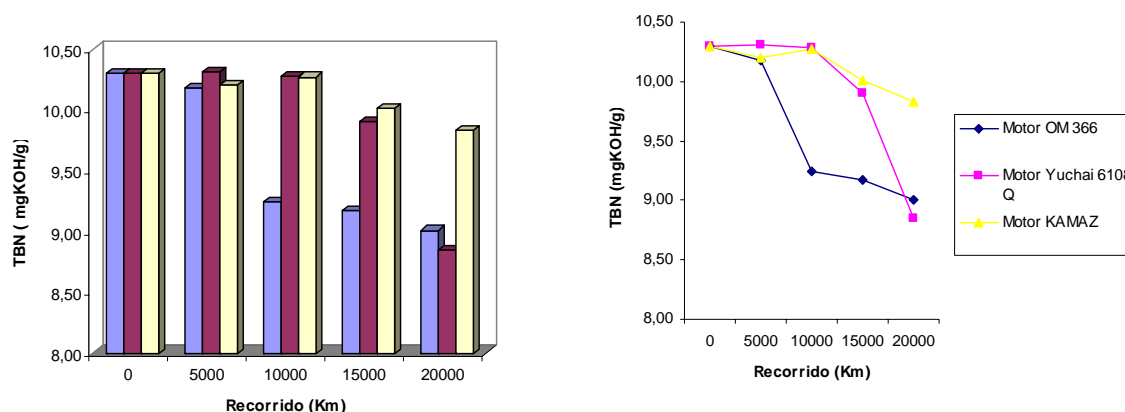 10,50
10,00
9,50
9,00
8,50
8,00
TBN ( mgKOH/g)
0 5000 10000 15000 20000
Recorrido (Km)
10,50
10,00
9,50
9,00
8,50
8,00
TBN (mgKOH/g)
0 5000 10000 15000 20000
Recorrido (Km)
Motor OM 366
Motor Yuchai 6108
Q
Motor KAMAZ